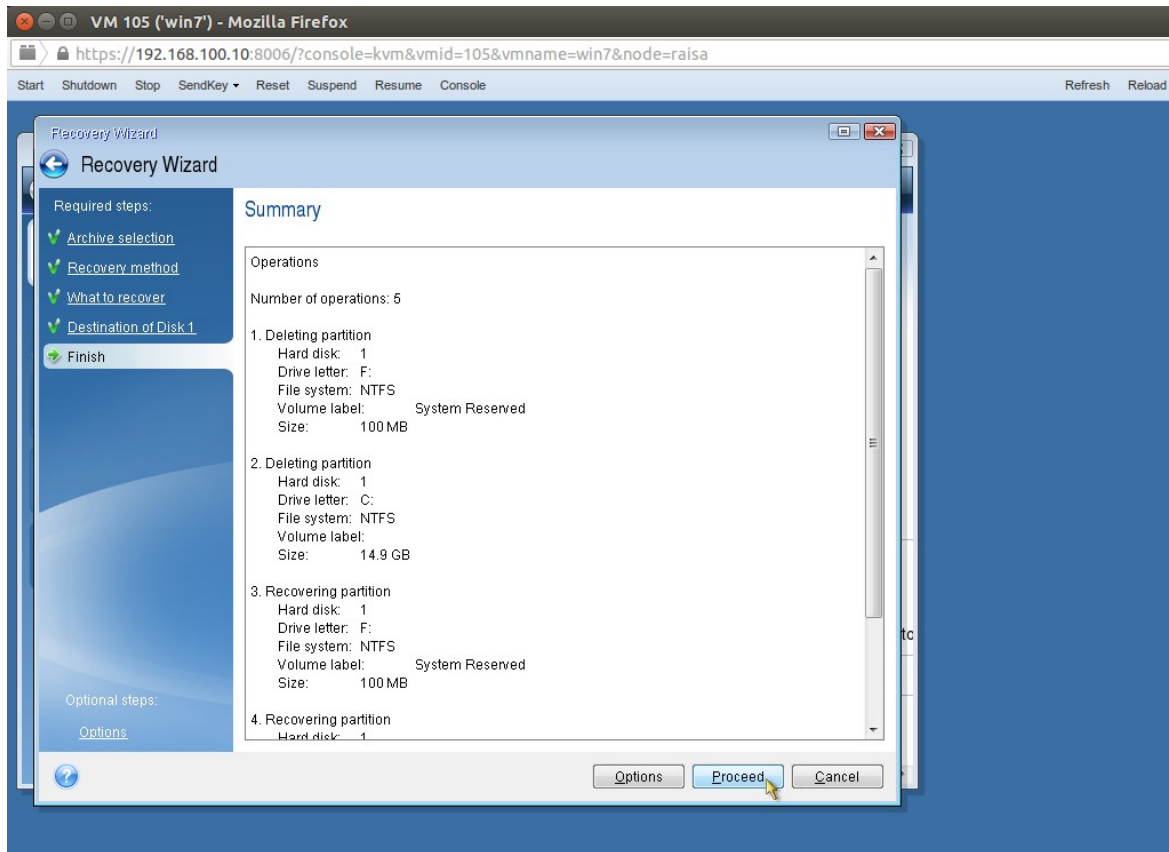 VM 105 ('win7') - Mozilla Firefox
https://192.168.100.10:8006/?console=kvm&vmid=105&vmname=win7&node=raisa
Start Shutdown Stop SendKey Reset Suspend Resume Console Refresh Reload
Recovery Wizard
Recovery Wizard
Required steps:
Archive selection
Recovery method
What to recover
Destination of Disk 1
Finish
Optional steps:
Options
Summary
Operations
Number of operations: 5
1. Deleting partition
Hard disk: 1
Drive letter: F:
File system: NTFS
Volume label: System Reserved
Size: 100 MB
2. Deleting partition
Hard disk: 1
Drive letter: C:
File system: NTFS
Volume label:
Size: 14.9 GB
3. Recovering partition
Hard disk: 1
Drive letter: F:
File system: NTFS
Volume label: System Reserved
Size: 100 MB
4. Recovering partition
Hard disk: 1
to
Options Proceed Cancel